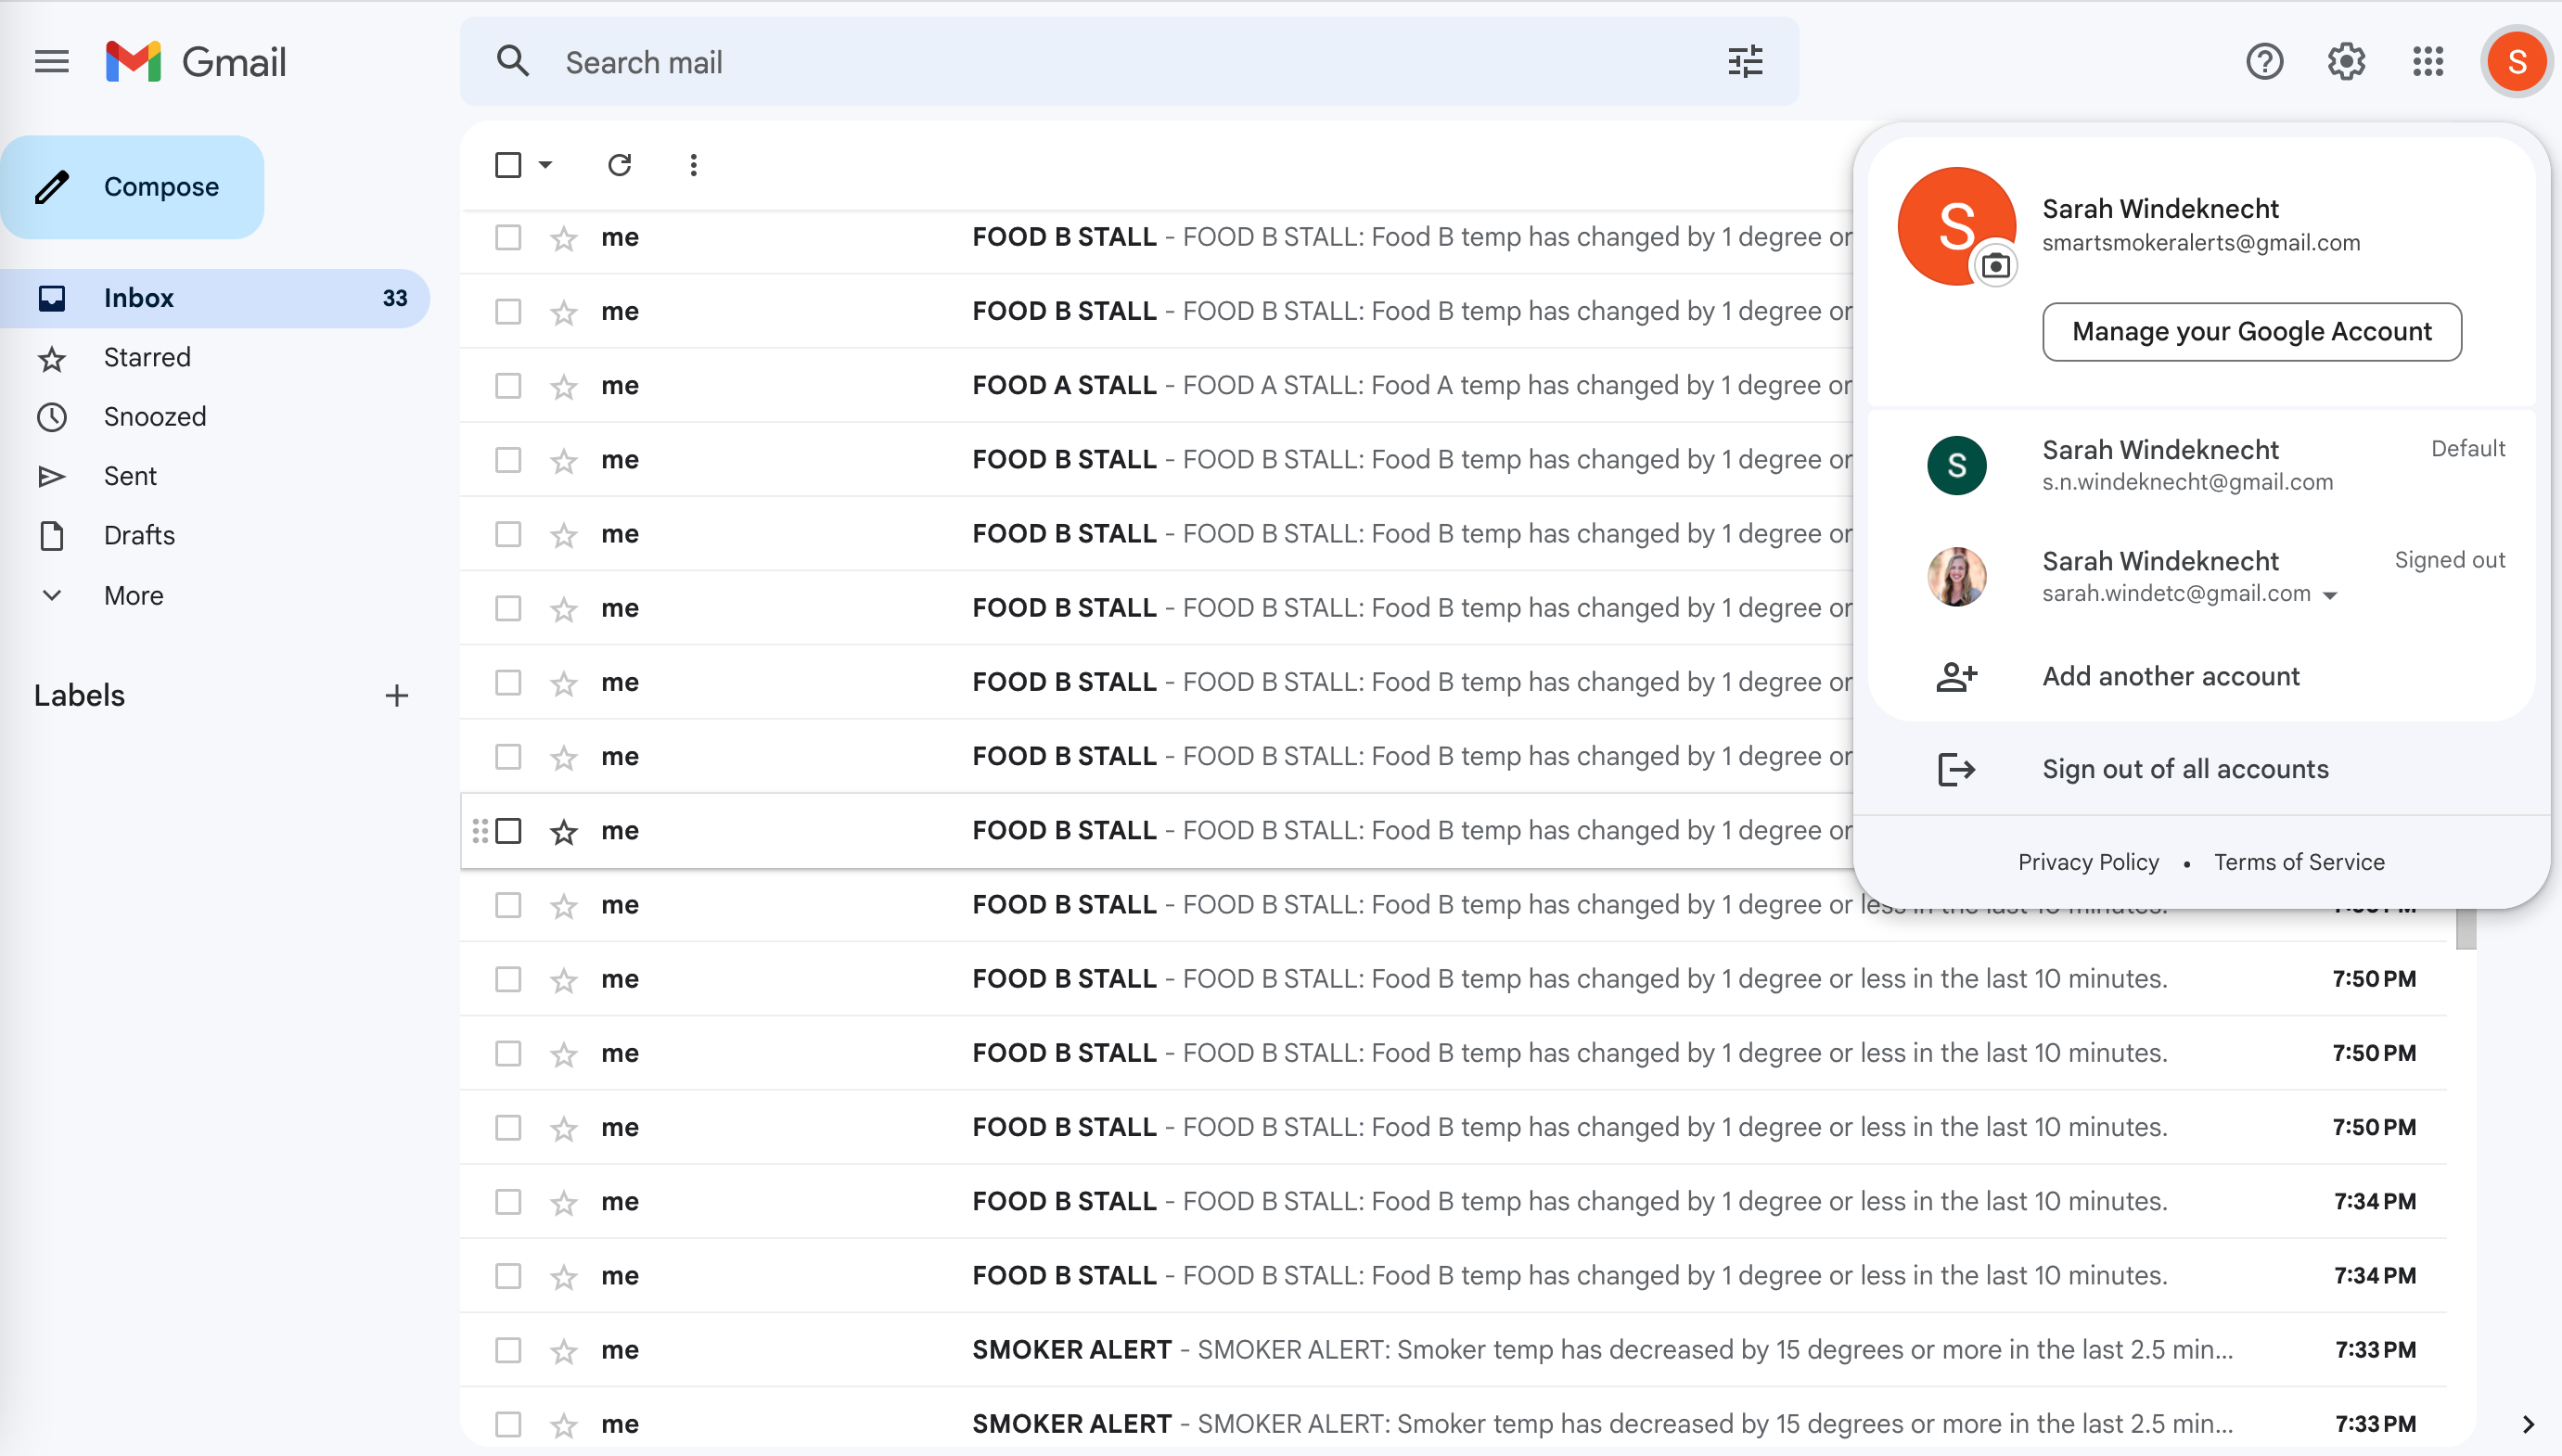 Gmail
Search mail
S
Compose
Inbox 33
Starred
Snoozed
Sent
Drafts
More
Labels
me FOOD B STALL - FOOD B STALL: Food B temp has changed by 1 degree or
me FOOD B STALL - FOOD B STALL: Food B temp has changed by 1 degree or
me FOOD A STALL - FOOD A STALL: Food A temp has changed by 1 degree or
me FOOD B STALL - FOOD B STALL: Food B temp has changed by 1 degree or
me FOOD B STALL - FOOD B STALL: Food B temp has changed by 1 degree or
me FOOD B STALL - FOOD B STALL: Food B temp has changed by 1 degree or
me FOOD B STALL - FOOD B STALL: Food B temp has changed by 1 degree or
me FOOD B STALL - FOOD B STALL: Food B temp has changed by 1 degree or
me FOOD B STALL - FOOD B STALL: Food B temp has changed by 1 degree or
me FOOD B STALL - FOOD B STALL: Food B temp has changed by 1 degree or less in the last 10 minutes.
me FOOD B STALL - FOOD B STALL: Food B temp has changed by 1 degree or less in the last 10 minutes. 7:50 PM
me FOOD B STALL - FOOD B STALL: Food B temp has changed by 1 degree or less in the last 10 minutes. 7:50 PM
me FOOD B STALL - FOOD B STALL: Food B temp has changed by 1 degree or less in the last 10 minutes. 7:50 PM
me FOOD B STALL - FOOD B STALL: Food B temp has changed by 1 degree or less in the last 10 minutes. 7:34 PM
me FOOD B STALL - FOOD B STALL: Food B temp has changed by 1 degree or less in the last 10 minutes. 7:34 PM
me SMOKER ALERT - SMOKER ALERT: Smoker temp has decreased by 15 degrees or more in the last 2.5 min... 7:33 PM
me SMOKER ALERT - SMOKER ALERT: Smoker temp has decreased by 15 degrees or more in the last 2.5 min... 7:33 PM
S
Sarah Windeknecht
smartsmokeralerts@gmail.com
Manage your Google Account
S
Sarah Windeknecht Default
s.n.windeknecht@gmail.com
Sarah Windeknecht Signed out
sarah.windetc@gmail.com
Add another account
Sign out of all accounts
Privacy Policy • Terms of Service